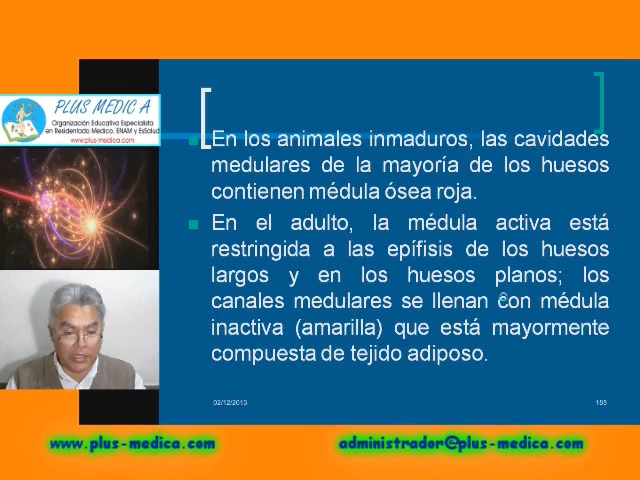 PLUS MEDIC A
Organización Educativa Especialista
en Residentado Medico, ENAM y EsSalud
www.plus-medica.com
En los animales inmaduros, las cavidades
medulares de la mayoría de los huesos
contienen médula ósea roja.
En el adulto, la médula activa está
restringida a las epífisis de los huesos
largos y en los huesos planos; los
canales medulares se llenan con médula
inactiva (amarilla) que está mayormente
compuesta de tejido adiposo.
02/12/2013
185
www.plus-medica.com
administrador@plus-medica.com